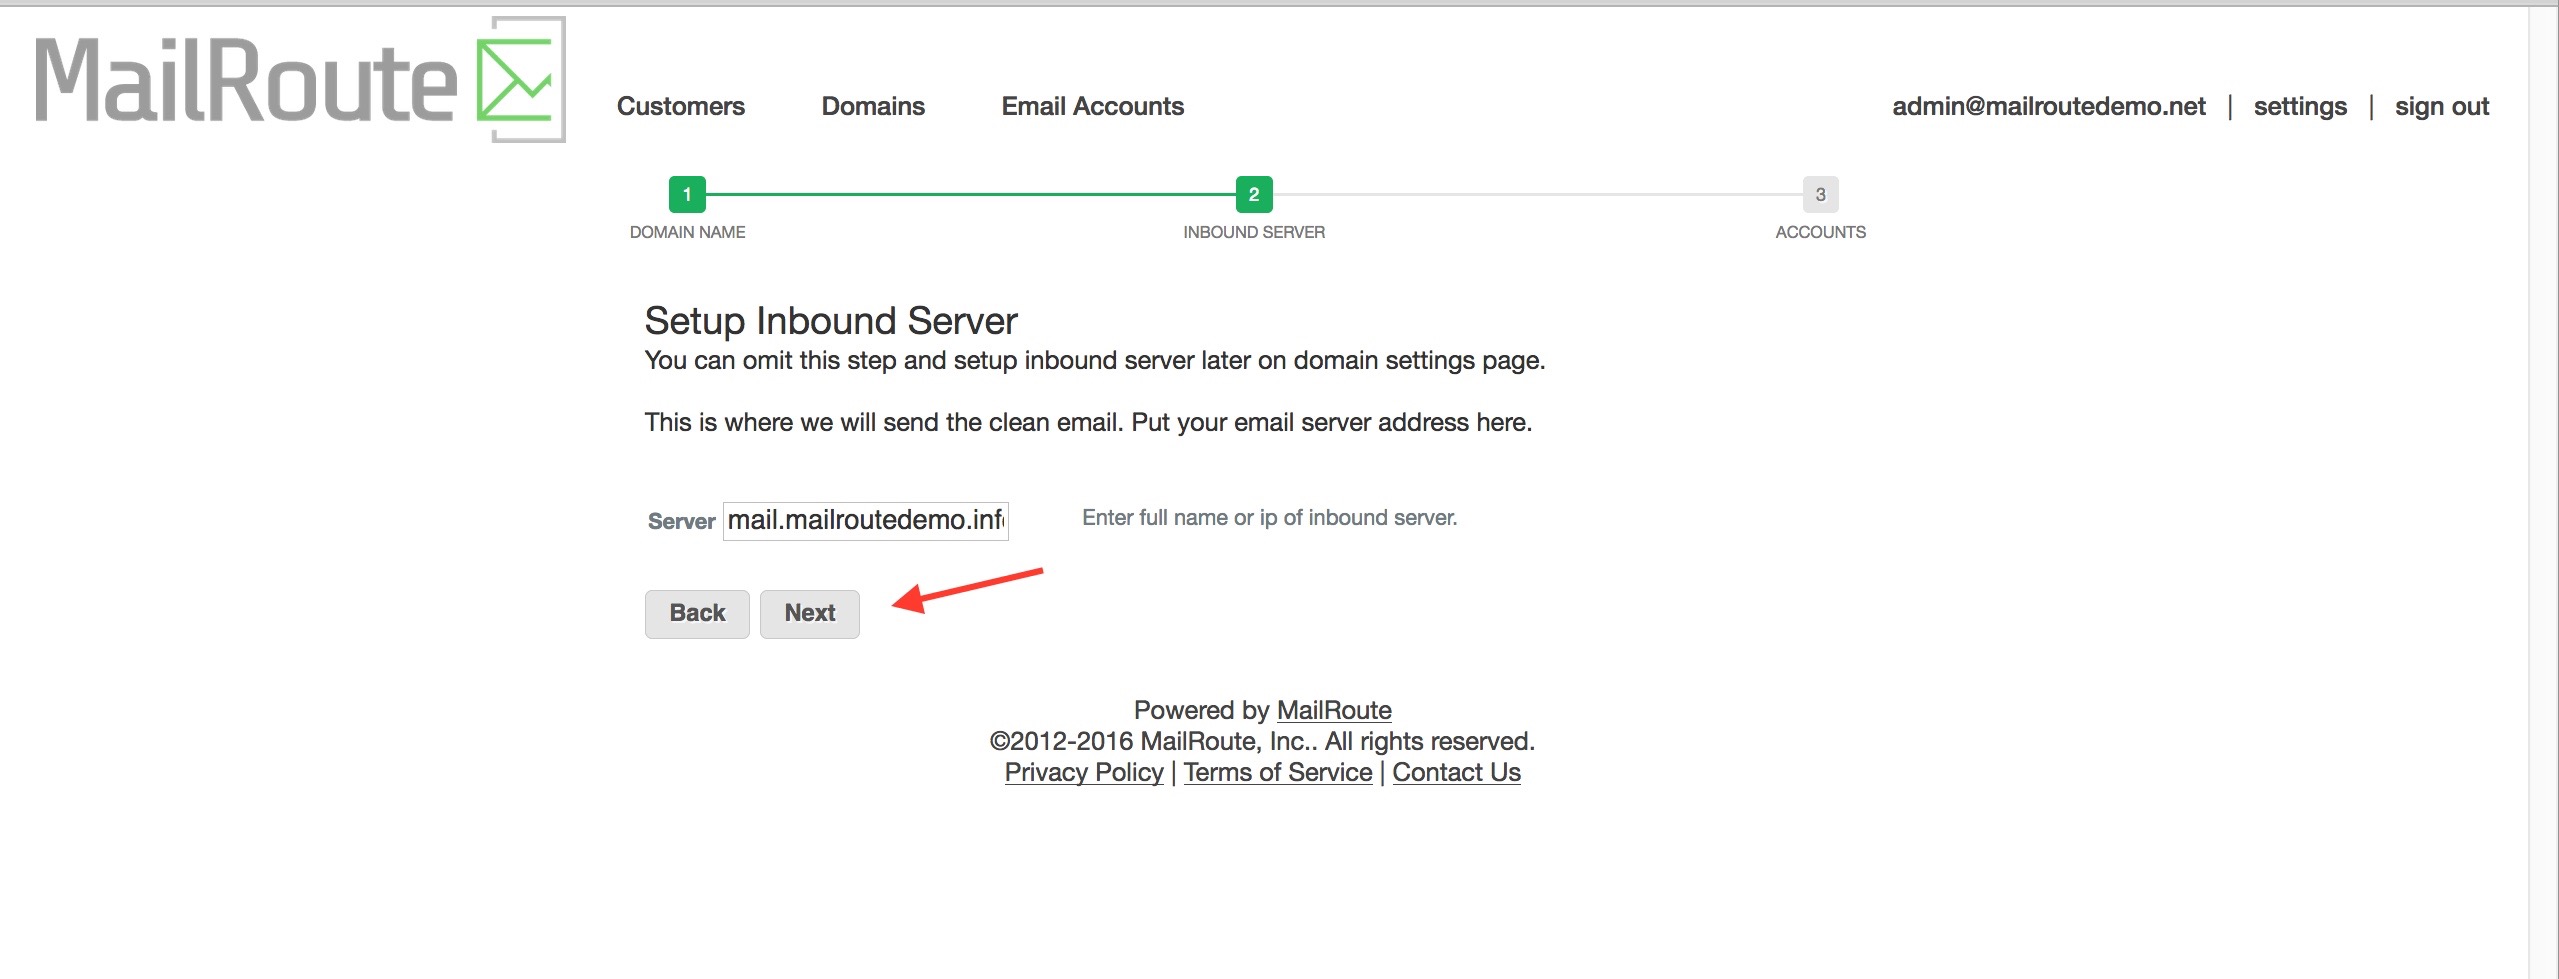 MailRoute
Customers Domains Email Accounts admin@mailroutedemo.net | settings | sign out
1 2 3
DOMAIN NAME INBOUND SERVER ACCOUNTS
Setup Inbound Server
You can omit this step and setup inbound server later on domain settings page.
This is where we will send the clean email. Put your email server address here.
Server mail.mailroutedemo.info Enter full name or ip of inbound server.
Back Next
Powered by MailRoute
©2012-2016 MailRoute, Inc.. All rights reserved.
Privacy Policy | Terms of Service | Contact Us